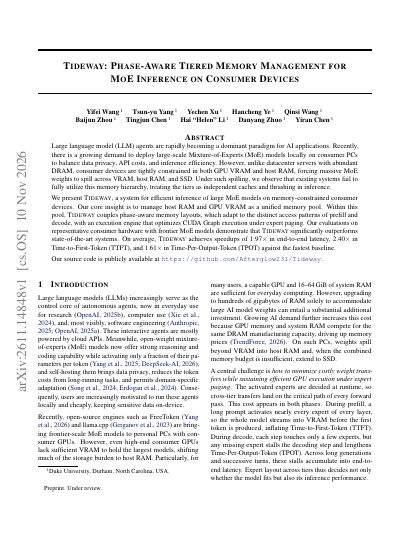 TIDEWAY: PHASE-AWARE TIERED MEMORY MANAGEMENT FOR
MOE INFERENCE ON CONSUMER DEVICES
Yifei Wang 1 Tsun-yu Yang 1 Yechen Xu 1 Hancheng Ye 1 Qinsi Wang 1
Baijun Zhou 1 Tingjun Chen 1 Hai "Helen" Li 1 Danyang Zhuo 1 Yiran Chen 1
ABSTRACT
Large language model (LLM) agents are rapidly becoming a dominant paradigm for AI applications. Recently,
there is a growing demand to deploy large-scale Mixture-of-Experts (MoE) models locally on consumer PCs
to balance data privacy, API costs, and inference efficiency. However, unlike datacenter servers with abundant
DRAM, consumer devices are tightly constrained in both GPU VRAM and host RAM, forcing massive MoE
weights to spill across VRAM, host RAM, and SSD. Under such spilling, we observe that existing systems fail to
fully utilize this memory hierarchy, treating the tiers as independent caches and thrashing in inference.
We present TIDEWAY, a system for efficient inference of large MoE models on memory-constrained consumer
devices. Our core insight is to manage host RAM and GPU VRAM as a unified memory pool. Within this
pool, TIDEWAY couples phase-aware memory layouts, which adapt to the distinct access patterns of prefill and
decode, with an execution engine that optimizes CUDA Graph execution under expert paging. Our evaluations on
representative consumer hardware with frontier MoE models demonstrate that TIDEWAY significantly outperforms
state-of-the-art systems. On average, TIDEWAY achieves speedups of 1.97× in end-to-end latency, 2.40× in
Time-to-First-Token (TTFT), and 1.61× in Time-Per-Output-Token (TPOT) against the fastest baseline.
Our source code is publicly available at https://github.com/Afterglow231/Tideway.
arXiv:2611.14848v1 [cs.OS] 10 Nov 2026
1 INTRODUCTION
Large language models (LLMs) increasingly serve as the
control core of autonomous agents, now in everyday use
for research (OpenAI, 2025b), computer use (Xie et al.,
2024), and, most visibly, software engineering (Anthropic,
2025; OpenAI, 2025a). These interactive agents are mostly
powered by cloud APIs. Meanwhile, open-weight mixture-
of-experts (MoE) models now offer strong reasoning and
coding capability while activating only a fraction of their
parameters per token (Yang et al., 2025; DeepSeek-AI, 2026),
and self-hosting them brings data privacy, reduces the token
costs from long-running tasks, and permits domain-specific
adaptation (Song et al., 2024; Erdogan et al., 2024). Conse-
quently, users are increasingly motivated to run these agents
locally and cheaply, keeping sensitive data on-device.
Recently, open-source engines such as FreeToken (Yang
et al., 2026) and llama.cpp (Gerganov et al., 2023) are bring-
ing frontier-scale MoE models to personal PCs with con-
sumer GPUs. However, even high-end consumer GPUs
lack sufficient VRAM to hold the largest models, shifting
much of the storage burden to host RAM. Particularly, for
1Duke University, Durham, North Carolina, USA.
Preprint. Under review.
many users, a capable GPU and 16–64 GB of system RAM
are sufficient for everyday computing. However, upgrading
to hundreds of gigabytes of RAM solely to accommodate
large AI model weights can entail a substantial additional
investment. Growing AI demand further increases this cost
because GPU memory and system RAM compete for the
same DRAM manufacturing capacity, driving up memory
prices (TrendForce, 2026). On such PCs, weights spill
beyond VRAM into host RAM and, when the combined
memory budget is insufficient, extend to SSD.
A central challenge is how to minimize costly weight trans-
fers while sustaining efficient GPU execution under expert
paging. The activated experts are decided at runtime, so
each tier crossing can land on the critical path of every forward
pass. This cost appears in both phases. During prefill, a
long prompt activates nearly every expert of every layer,
so the whole model streams into VRAM before the first
token is produced, inflating Time-to-First-Token (TTFT).
During decode, each step touches only a few experts, but
any missing expert stalls the decoding step and lengthens
Time-Per-Output-Token (TPOT). Across long generations
and successive turns, these stalls accumulate into end-to-
end latency. Expert layout across tiers thus decides not only
whether the model fits but also its inference performance.